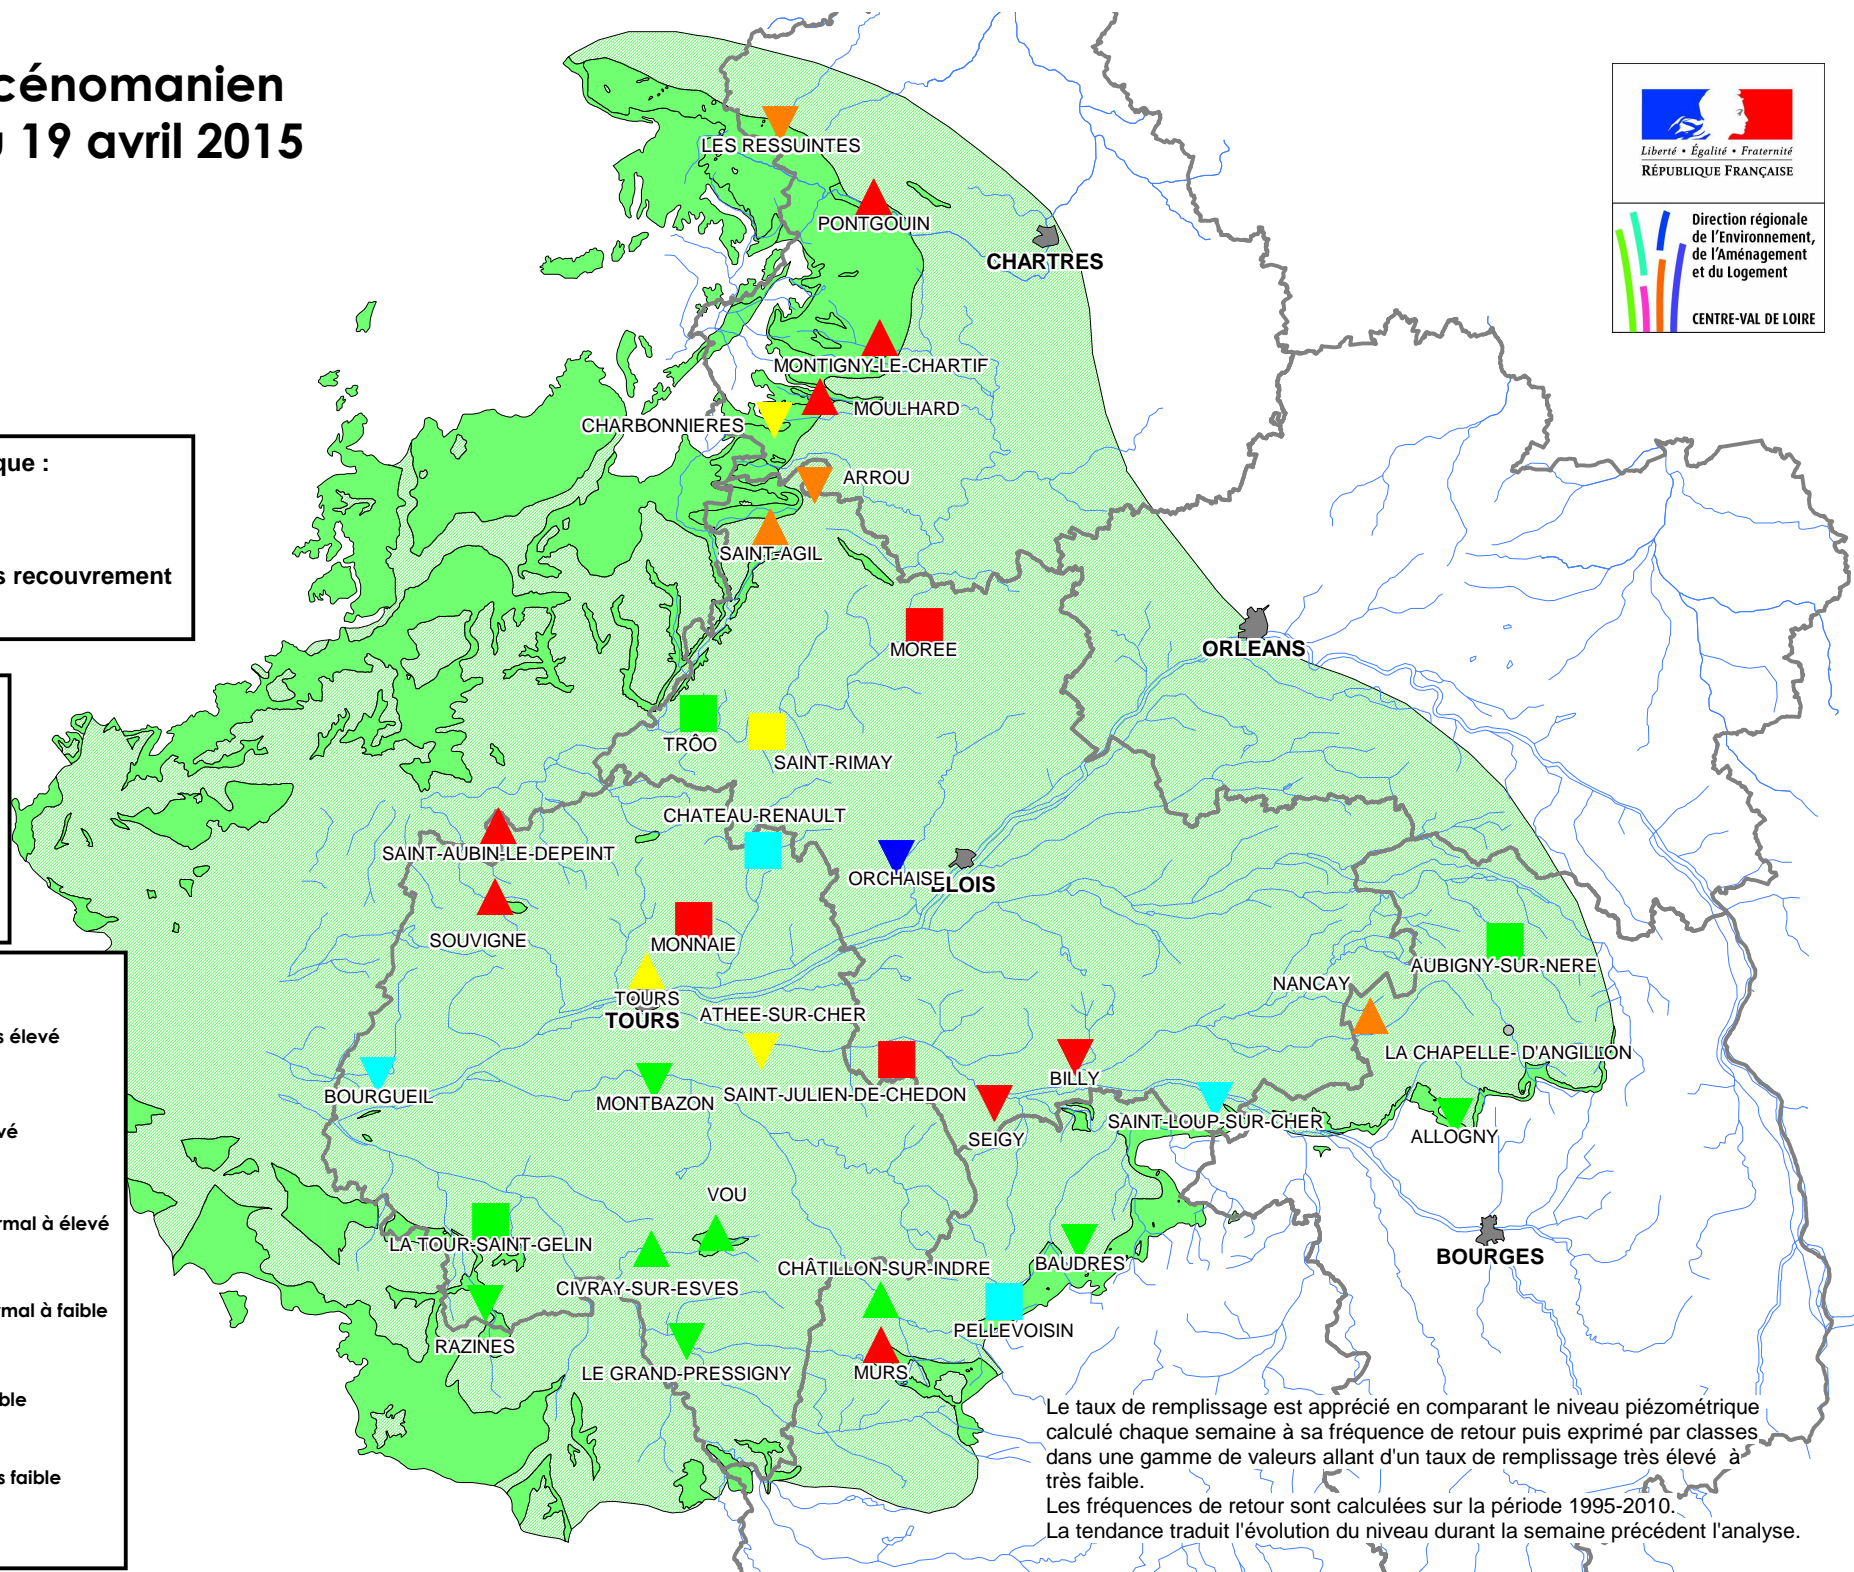 cénomanien
19 avril 2015
Liberté • Égalité • Fraternité
RÉPUBLIQUE FRANÇAISE
Direction régionale
de l'Environnement,
de l'Aménagement
et du Logement
CENTRE-VAL DE LOIRE
LES RESSUINTES
PONTGOUIN
CHARTRES
MONTIGNY-LE-CHARTIF
MOULHARD
CHARBONNIERES
ARROU
SAINT-AGIL
recouvrement
MOREE
ORLEANS
TRÔO
SAINT-RIMAY
CHATEAU-RENAULT
SAINT-AUBIN-LE-DEPEINT
ORCHAISE
BLOIS
SOUVIGNE
MONNAIE
AUBIGNY-SUR-NERE
NANCAY
TOURS
TOURS
ATHEE-SUR-CHER
élevé
LA CHAPELLE- D'ANGILLON
BOURGUEIL
MONTBAZON
SAINT-JULIEN-DE-CHEDON
BILLY
SEIGY
SAINT-LOUP-SUR-CHER
ALLOGNY
VOU
à élevé
LA TOUR-SAINT-GELIN
CIVRAY-SUR-ESVES
CHÂTILLON-SUR-INDRE
BAUDRES
BOURGES
à faible
RAZINES
PELLEVOISIN
LE GRAND-PRESSIGNY
MURS
faible
Le taux de remplissage est apprécié en comparant le niveau piézométrique
calculé chaque semaine à sa fréquence de retour puis exprimé par classes
dans une gamme de valeurs allant d'un taux de remplissage très élevé à
très faible.
Les fréquences de retour sont calculées sur la période 1995-2010.
La tendance traduit l'évolution du niveau durant la semaine précédent l'analyse.